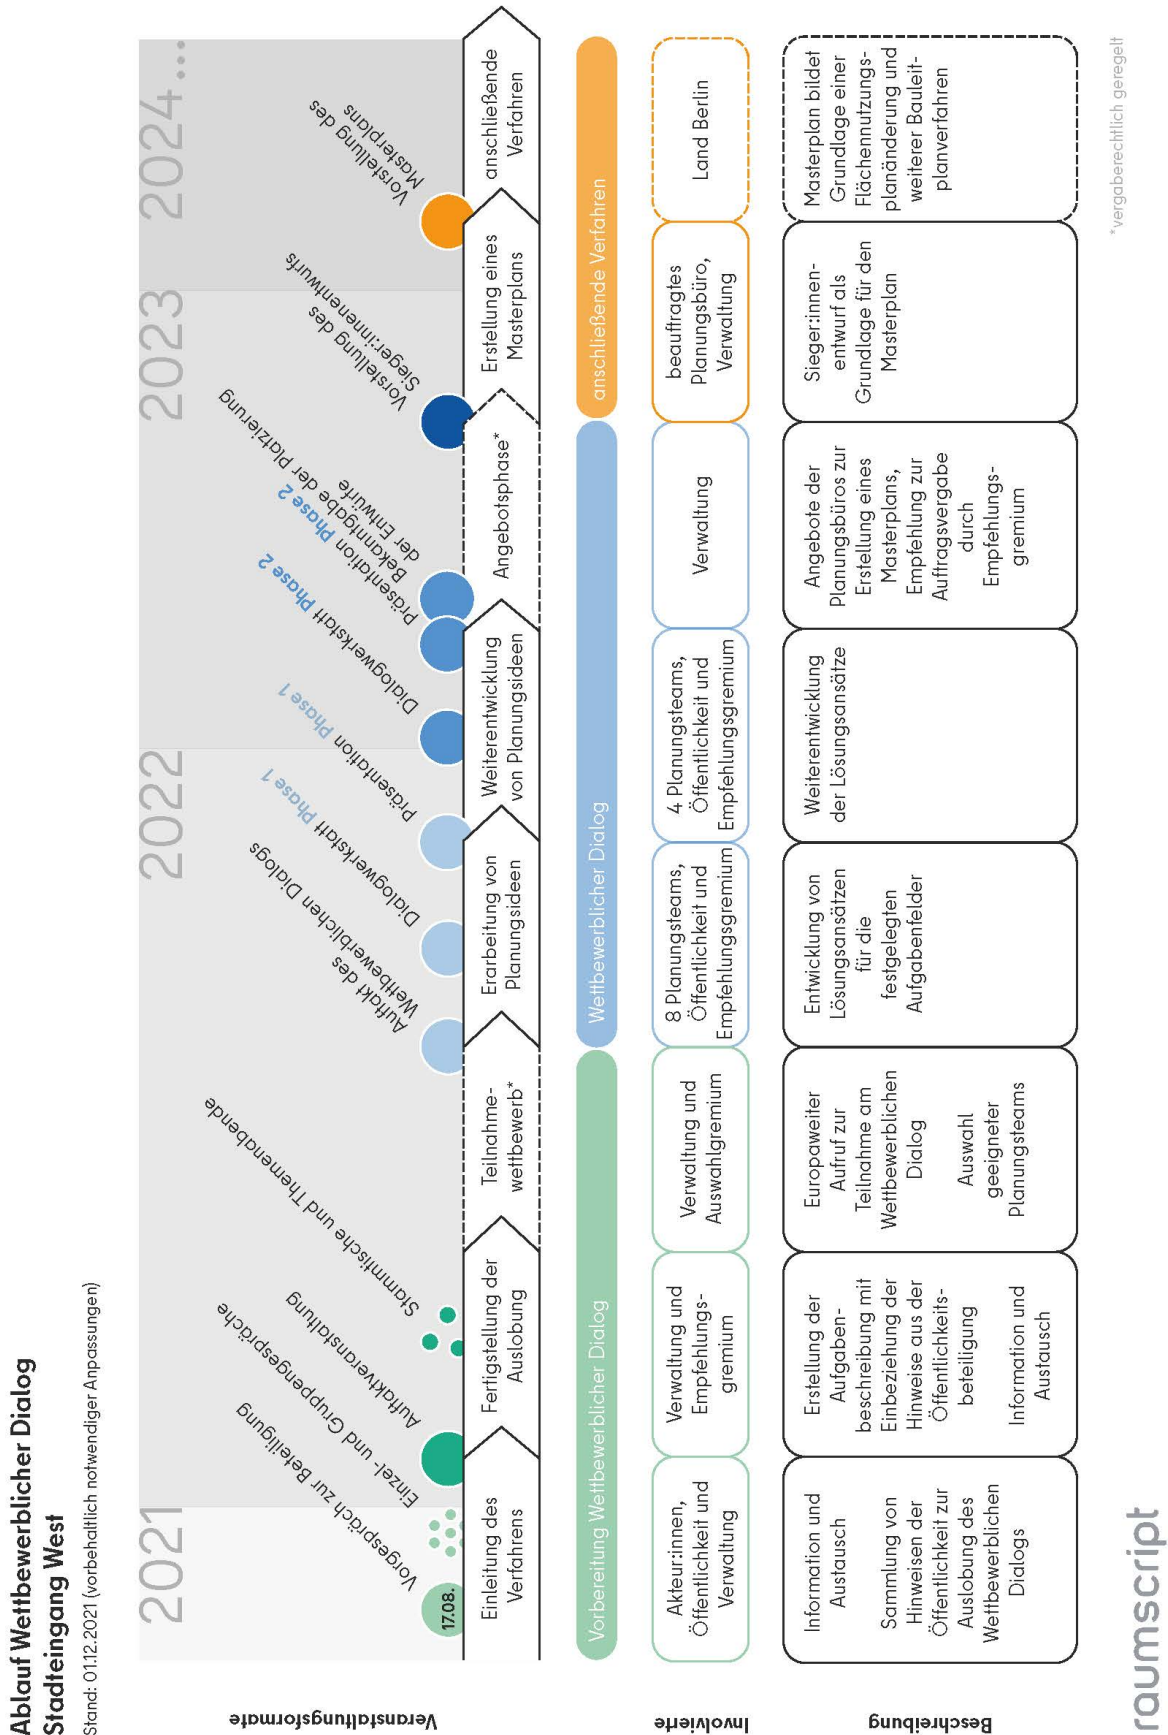 Ablauf Wettbewerblicher Dialog
Stadteingang West
Stand: 01.12.2021 (vorbehaltlich notwendiger Anpassungen)
2021
2022
2023
2024...
Veranstaltungsformate
17.08.
Vorgespräch zur Beteiligung
Einzel- und Gruppengespräche
Auftaktveranstaltung
Stammtische und Themenabende
Auftakt des
Wettbewerblichen Dialogs
Dialogwerkstatt Phase 1
Präsentation Phase 1
Dialogwerkstatt Phase 2
Präsentation Phase 2
Bekanntgabe der Platzierung
der Entwürfe
Vorstellung des
Sieger:innenentwurfs
Vorstellung des
Masterplans
Einleitung des
Verfahrens
Fertigstellung der
Auslobung
Teilnahme-
wettbewerb*
Erarbeitung von
Planungsideen
Weiterentwicklung
von Planungsideen
Angebotsphase*
Erstellung eines
Masterplans
anschließende
Verfahren
Vorbereitung Wettbewerblicher Dialog
Wettbewerblicher Dialog
anschließende Verfahren
Involvierte
Akteur:innen,
Öffentlichkeit und
Verwaltung
Verwaltung und
Empfehlungs-
gremium
Verwaltung und
Auswahlgremium
8 Planungsteams,
Öffentlichkeit und
Empfehlungsgremium
4 Planungsteams,
Öffentlichkeit und
Empfehlungsgremium
Verwaltung
beauftragtes
Planungsbüro,
Verwaltung
Land Berlin
Beschreibung
Information und
Austausch
Sammlung von
Hinweisen der
Öffentlichkeit zur
Auslobung des
Wettbewerblichen
Dialogs
Erstellung der
Aufgaben-
beschreibung mit
Einbeziehung der
Hinweise aus der
Öffentlichkeits-
beteiligung
Information und
Austausch
Europaweiter
Aufruf zur
Teilnahme am
Wettbewerblichen
Dialog
Auswahl
geeigneter
Planungsteams
Entwicklung von
Lösungsansätzen
für die
festgelegten
Aufgabenfelder
Weiterentwicklung
der Lösungsansätze
Angebote der
Planungsbüros zur
Erstellung eines
Masterplans,
Empfehlung zur
Auftragsvergabe
durch
Empfehlungs-
gremium
Sieger:innen-
entwurf als
Grundlage für den
Masterplan
Masterplan bildet
Grundlage einer
Flächennutzungs-
planänderung und
weiterer Bauleit-
planverfahren
*vergaberechtlich geregelt
raumscript